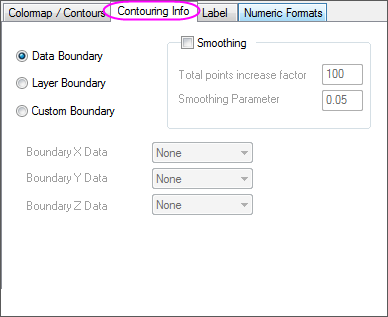 Colormap / Contours Contouring Info Label Numeric Formats
Data Boundary
Layer Boundary
Custom Boundary
Smoothing
Total points increase factor 100
Smoothing Parameter 0.05
Boundary X Data None
Boundary Y Data None
Boundary Z Data None